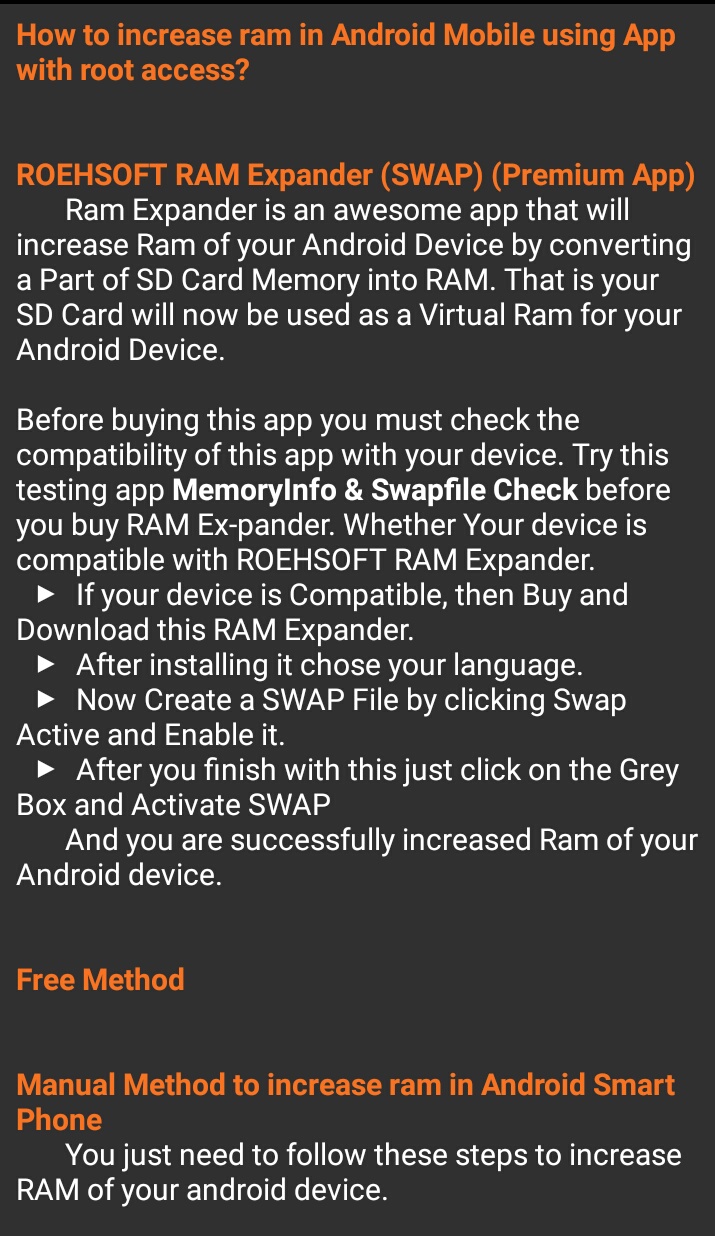 How to increase ram in Android Mobile using App
with root access?
ROEHSOFT RAM Expander (SWAP) (Premium App)
Ram Expander is an awesome app that will
increase Ram of your Android Device by converting
a Part of SD Card Memory into RAM. That is your
SD Card will now be used as a Virtual Ram for your
Android Device.
Before buying this app you must check the
compatibility of this app with your device. Try this
testing app MemoryInfo & Swapfile Check before
you buy RAM Ex-pander. Whether Your device is
compatible with ROEHSOFT RAM Expander.
► If your device is Compatible, then Buy and
Download this RAM Expander.
► After installing it chose your language.
► Now Create a SWAP File by clicking Swap
Active and Enable it.
► After you finish with this just click on the Grey
Box and Activate SWAP
And you are successfully increased Ram of your
Android device.
Free Method
Manual Method to increase ram in Android Smart
Phone
You just need to follow these steps to increase
RAM of your android device.